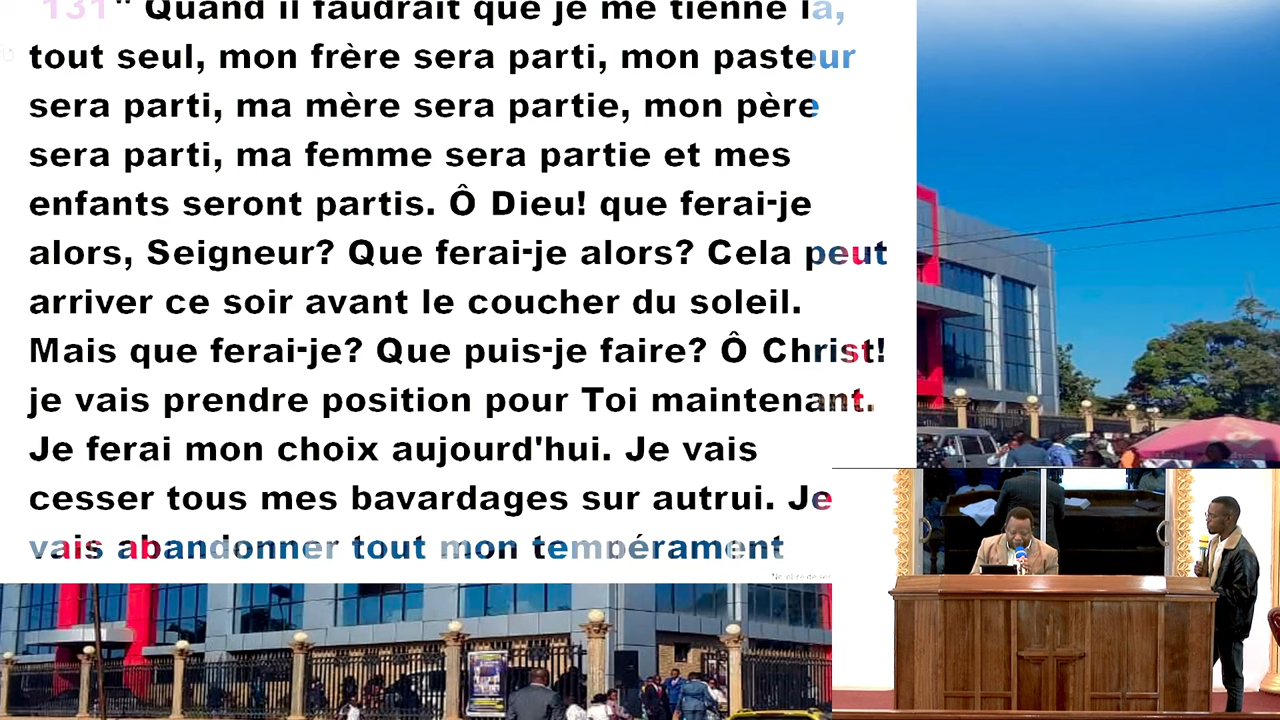 131" Quand il faudrait que je me tienne là,
tout seul, mon frère sera parti, mon pasteur
sera parti, ma mère sera partie, mon père
sera parti, ma femme sera partie et mes
enfants seront partis. Ô Dieu! que ferai-je
alors, Seigneur? Que ferai-je alors? Cela peut
arriver ce soir avant le coucher du soleil.
Mais que ferai-je? Que puis-je faire? Ô Christ!
je vais prendre position pour Toi maintenant.
Je ferai mon choix aujourd'hui. Je vais
cesser tous mes bavardages sur autrui. Je
vais abandonner tout mon tempérament